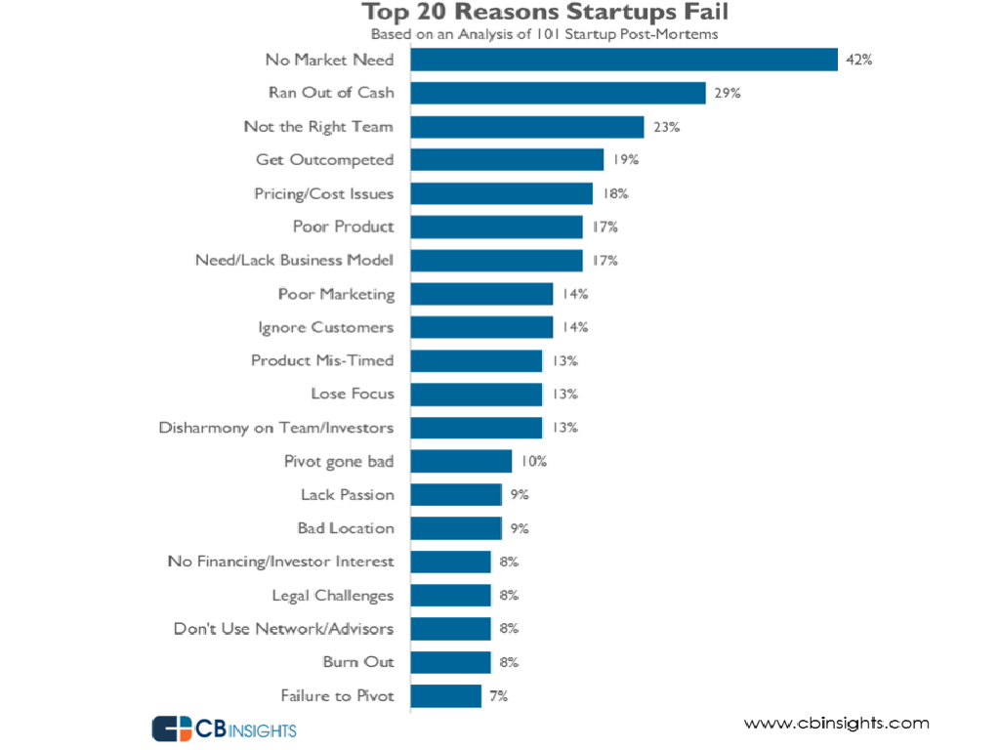 Top 20 Reasons Startups Fail
Based on an Analysis of 101 Startup Post-Mortems
No Market Need 42%
Ran Out of Cash 29%
Not the Right Team 23%
Get Outcompeted 19%
Pricing/Cost Issues 18%
Poor Product 17%
Need/Lack Business Model 17%
Poor Marketing 14%
Ignore Customers 14%
Product Mis-Timed 13%
Lose Focus 13%
Disharmony on Team/Investors 13%
Pivot gone bad 10%
Lack Passion 9%
Bad Location 9%
No Financing/Investor Interest 8%
Legal Challenges 8%
Don't Use Network/Advisors 8%
Burn Out 8%
Failure to Pivot 7%
CBINSIGHTS www.cbinsights.com